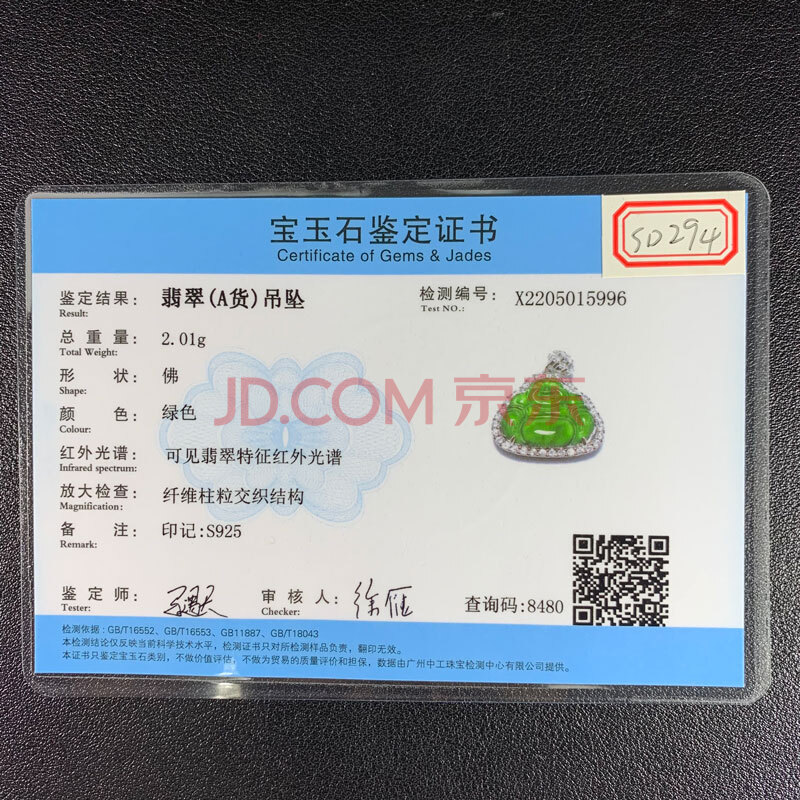 宝玉石鉴定证书
Certificate of Gems & Jades
SD294
鉴定结果: 翡翠(A货)吊坠
Result:
检测编号: X2205015996
Test NO.:
总重量: 2.01g
Total Weight:
形状: 佛
Shape:
颜色: 绿色
Colour:
JD.COM 京东
红外光谱: 可见翡翠特征红外光谱
Infrared spectrum:
放大检查: 纤维柱粒交织结构
Magnification:
备注: 印记:S925
Remark:
鉴定师:
Tester:
审核人: 徐雁
Checker:
查询码:8480
检测依据:GB/T16552、GB/T16553、GB11887、GB/T18043
本检测结论仅反映当前科学技术水平，检测证书只对所检测样品负责，翻印无效。
本证书只鉴定宝玉石类别，不做价值评估，不做为贸易的质量评价和担保，数据由广州中工珠宝检测中心有限公司提供。